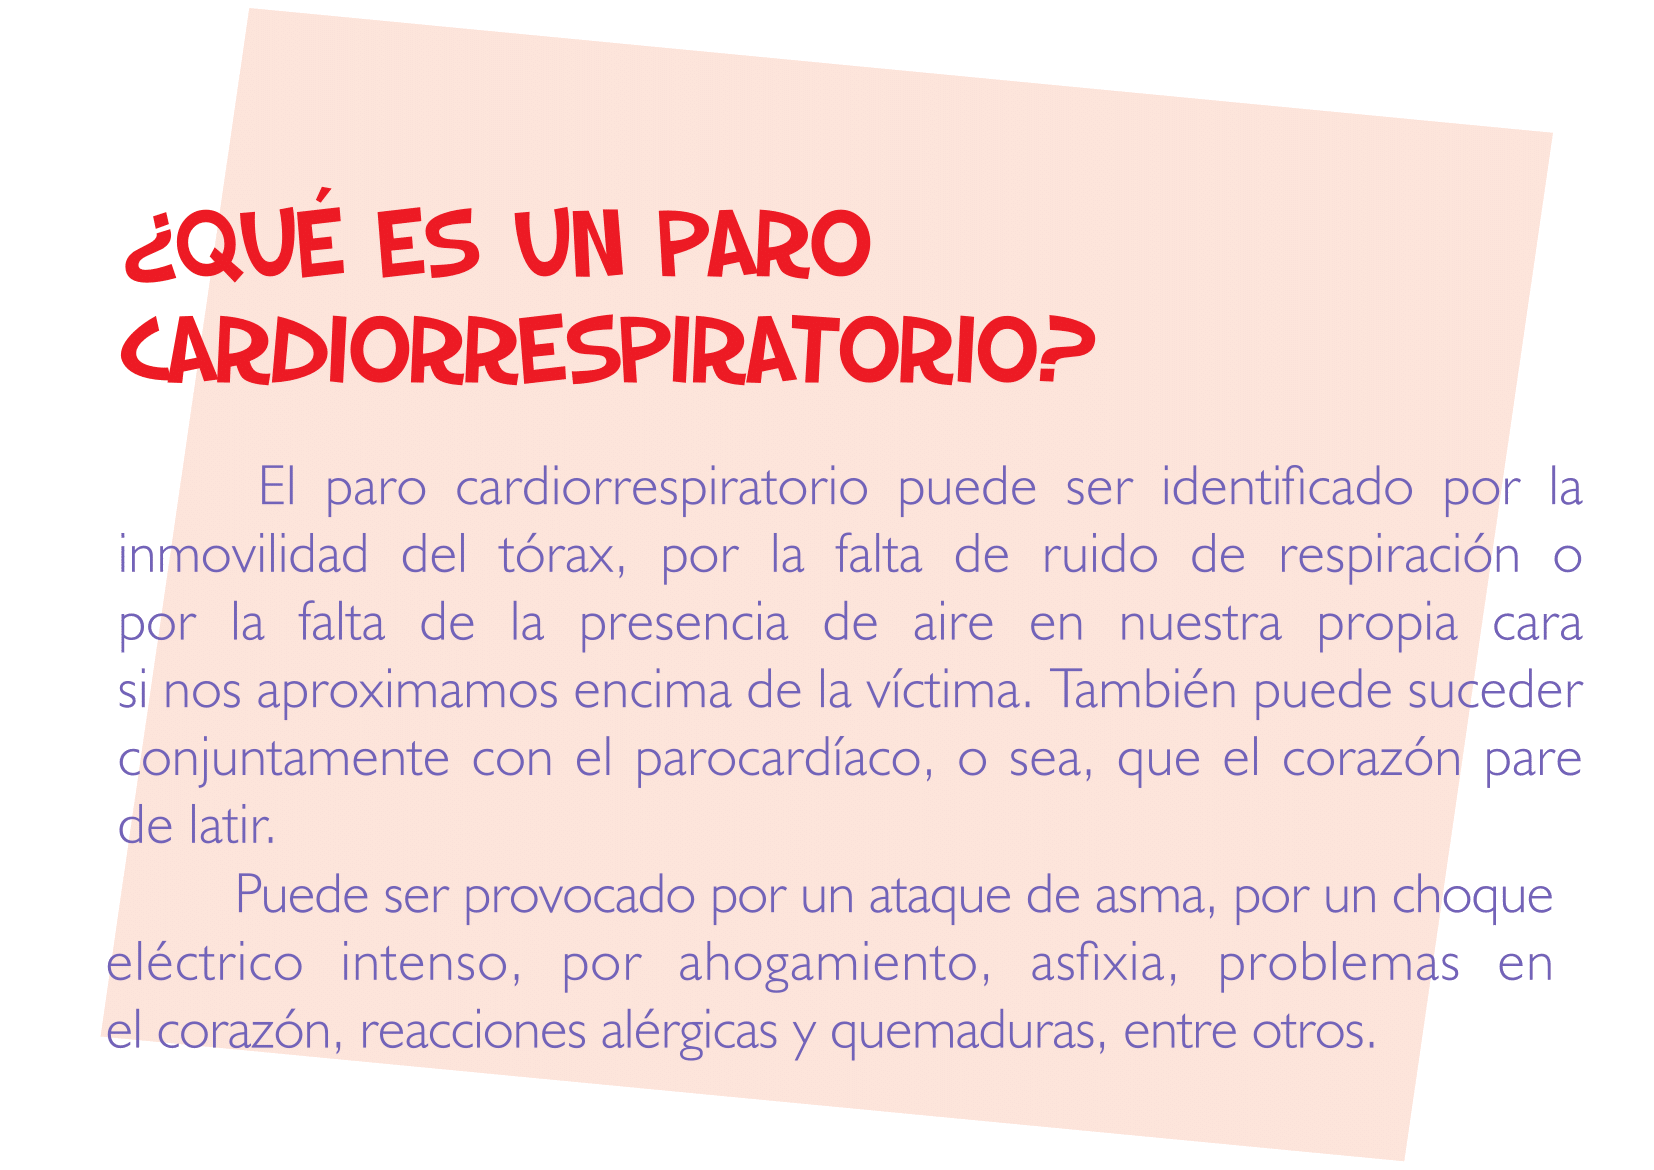 ¿QUÉ ES UN PARO
CARDIORRESPIRATORIO?
El paro cardiorrespiratorio puede ser identificado por la
inmovilidad del tórax, por la falta de ruido de respiración o
por la falta de la presencia de aire en nuestra propia cara
si nos aproximamos encima de la víctima. También puede suceder
conjuntamente con el parocardíaco, o sea, que el corazón pare
de latir.
Puede ser provocado por un ataque de asma, por un choque
eléctrico intenso, por ahogamiento, asfixia, problemas en
el corazón, reacciones alérgicas y quemaduras, entre otros.